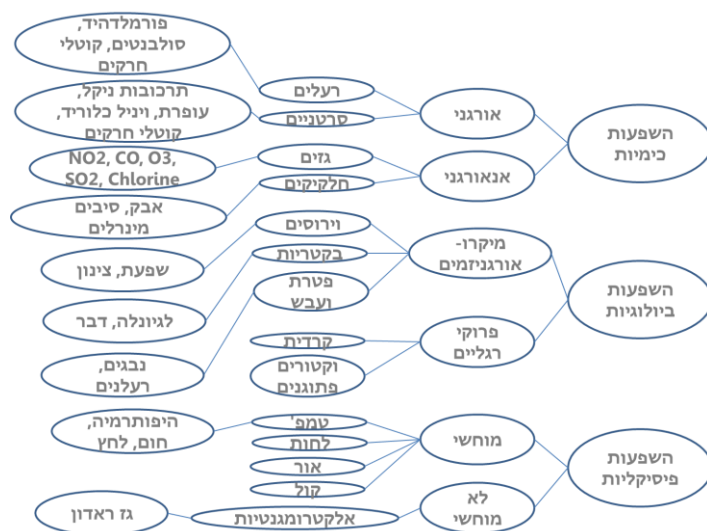 השפעות
כימיות
אורגני
רעלים
פורמלדהיד,
סולבנטים, קוטלי
חרקים
סרטניים
תרכובות ניקל,
עופרת, ויניל כלוריד,
קוטלי חרקים
אנאורגני
גזים
NO2, CO, O3,
SO2, Chlorine
חלקיקים
אבק, סיבים
מינרלים
השפעות
ביולוגיות
מיקרו-
אורגניזמים
וירוסים
שפעת, צינון
בקטריות
לגיונלה, דבר
פטרת
ועבש
נבגים,
רעלנים
פרוקי
רגליים
קרדית
וקטורים
פתוגנים
השפעות
פיסיקליות
מוחשי
טמפ'
היפותרמיה,
חום, לחץ
לחות
אור
קול
לא
מוחשי
אלקטרומגנטיות
גז ראדון